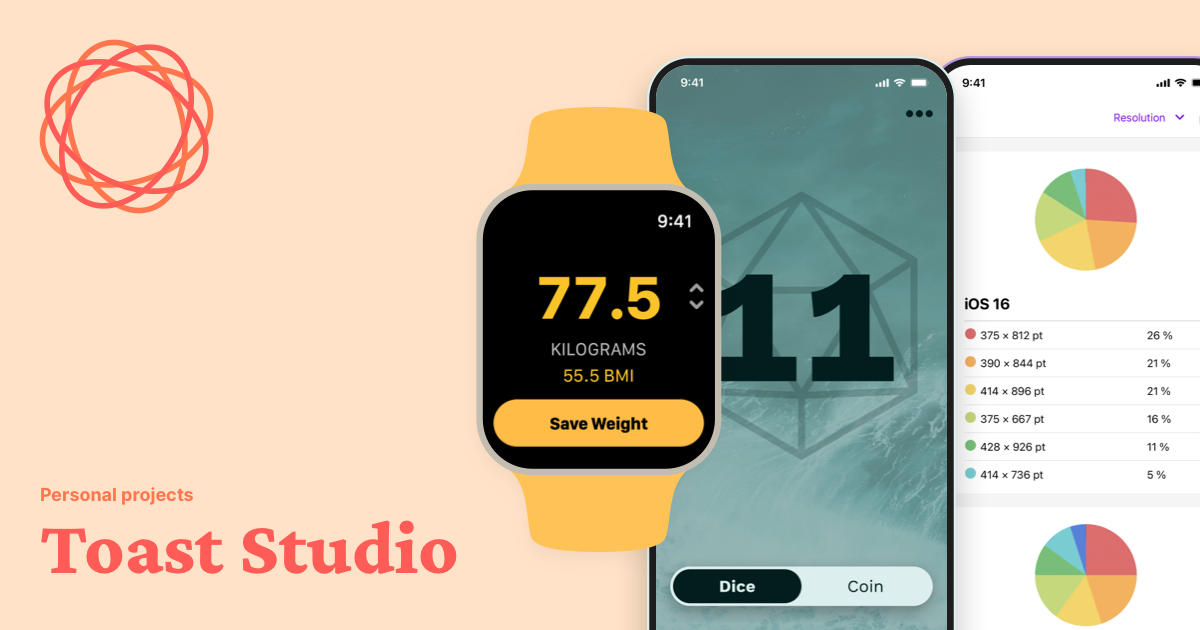 Personal projects
Toast Studio
9:41
77.5
KILOGRAMS
55.5 BMI
Save Weight
9:41
11
Dice
Coin
9:41
Resolution
iOS 16
375 × 812 pt 26 %
390 × 844 pt 21 %
414 × 896 pt 21 %
375 × 667 pt 16 %
428 × 926 pt 11 %
414 × 736 pt 5 %